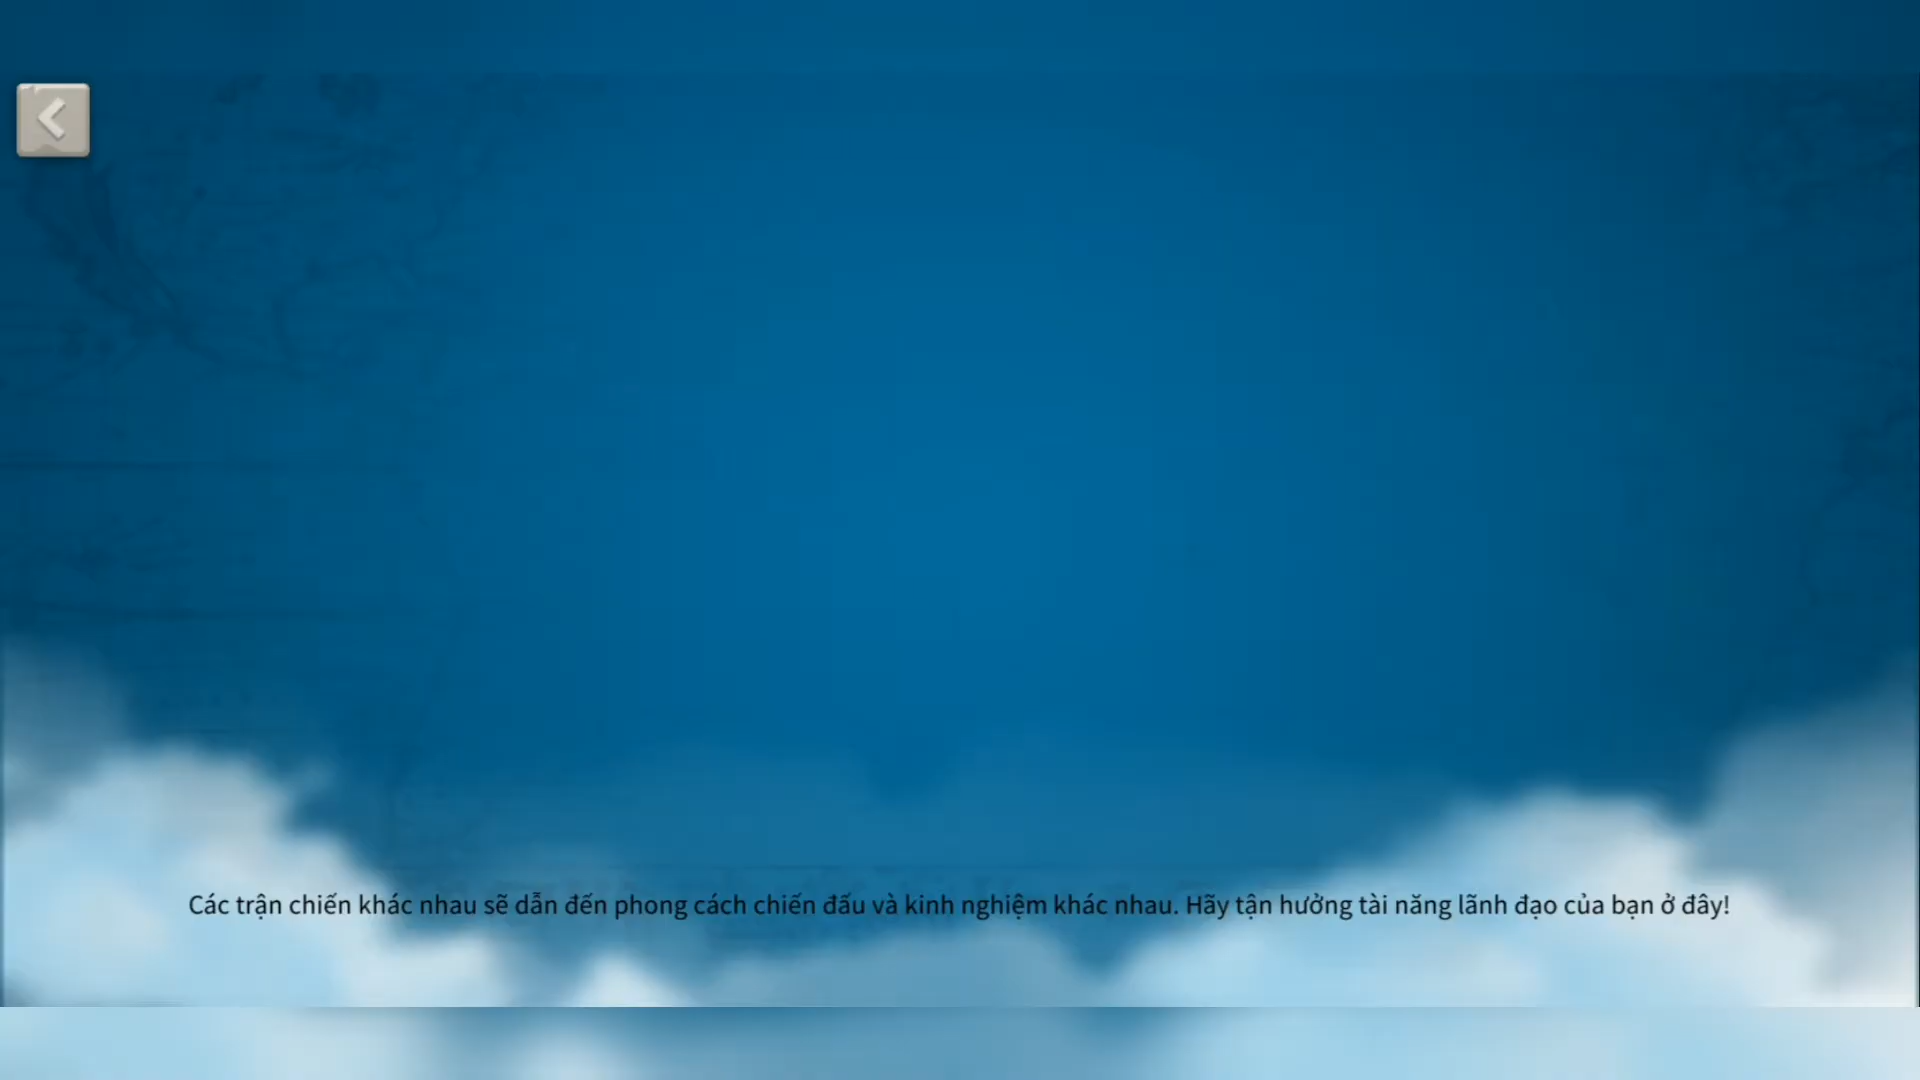 Các trận chiến khác nhau sẽ dẫn đến phong cách chiến đấu và kinh nghiệm khác nhau. Hãy tận hưởng tài năng lãnh đạo của bạn ở đây!